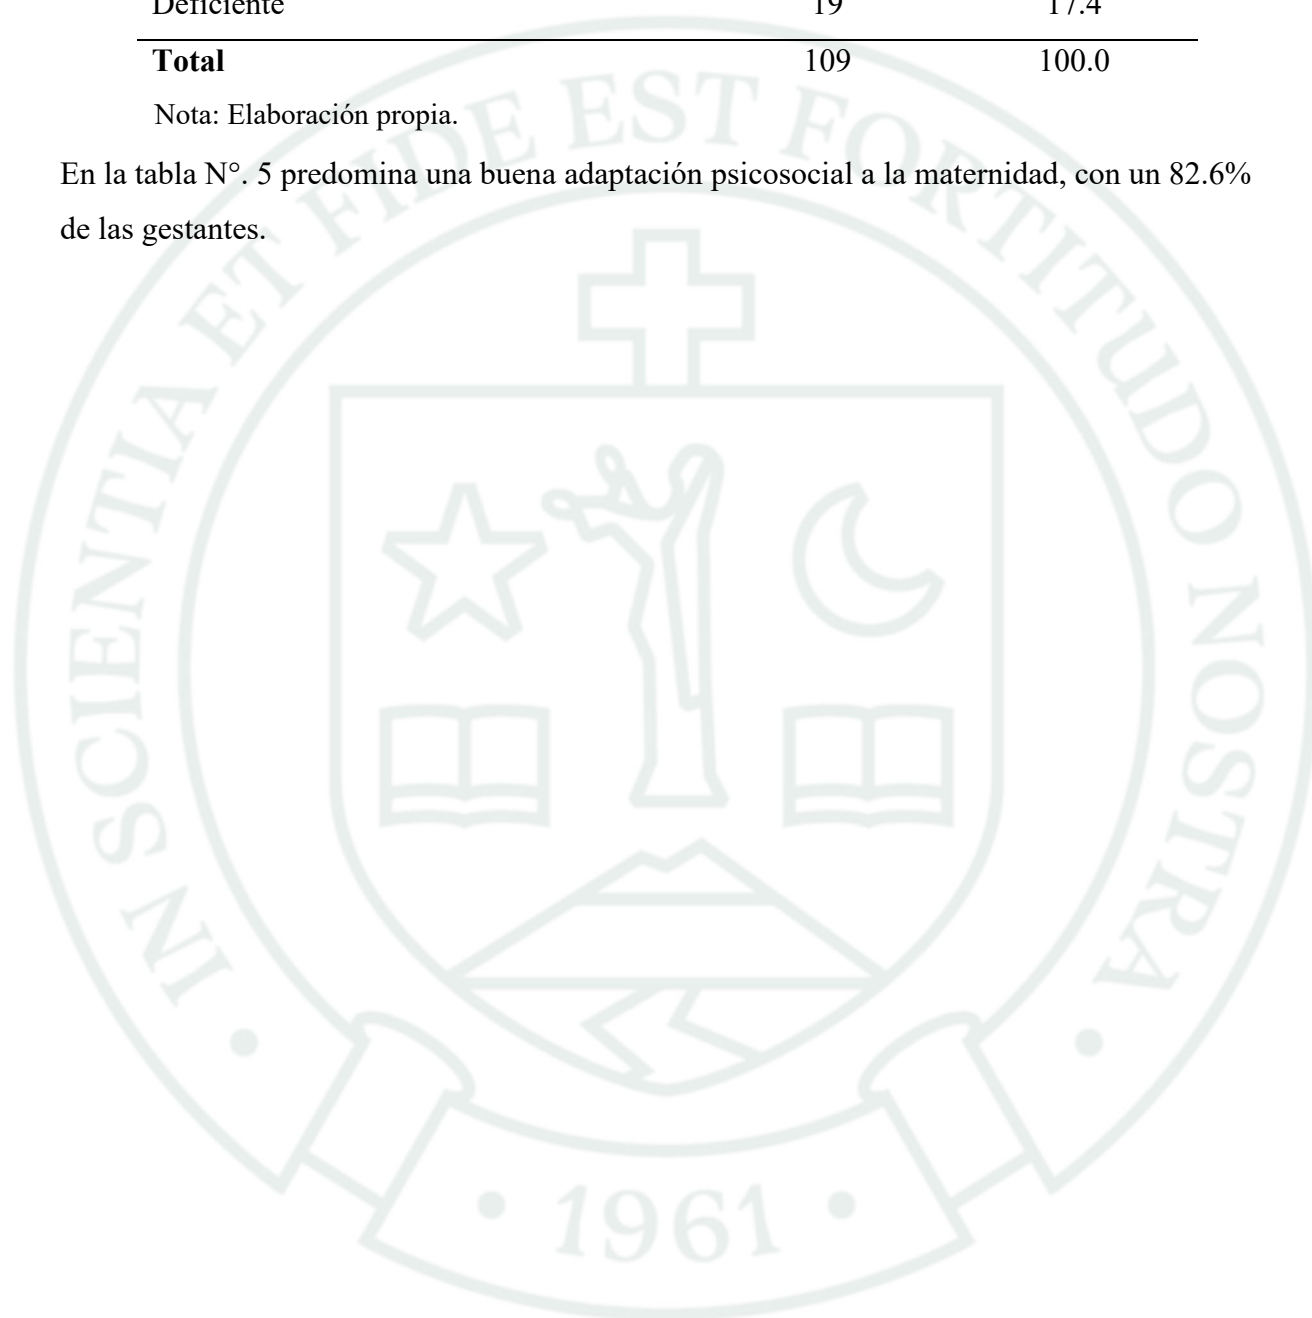 Deficiente 19 17.4
Total 109 100.0
Nota: Elaboración propia.
En la tabla N°. 5 predomina una buena adaptación psicosocial a la maternidad, con un 82.6%
de las gestantes.
IN SCIENTIA ET FIDE EST FORTITUDO NOSTRA
• 1961 •